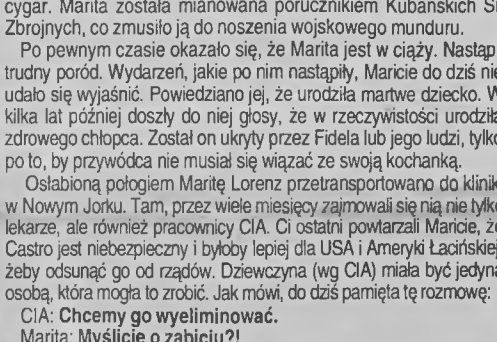 cygar. Marita została mianowana porucznikiem Kubańskich
Zbrojnych, co zmusiło ją do noszenia wojskowego munduru.
Po pewnym czasie okazało się, że Marita jest w ciąży. Nastąp
trudny poród. Wydarzeń, jakie po nim nastąpiły, Maricie do dziś nie
udało się wyjaśnić. Powiedziano jej, że urodziła martwe dziecko. W
kilka lat później doszły do niej głosy, że w rzeczywistości urodziła
zdrowego chłopca. Został on ukryty przez Fidela lub jego ludzi, tylko
po to, by przywódca nie musiał się wiązać ze swoją kochanką.
Osłabioną połogiem Maritę Lorenz przetransportowano do klinik
w Nowym Jorku. Tam, przez wiele miesięcy zajmowali się nią nie tylko
lekarze, ale również pracownicy CIA. Ci ostatni powtarzali Maricie, że
Castro jest niebezpieczny i byłoby lepiej dla USA i Ameryki Łacińskiej
żeby odsunąć go od rządów. Dziewczyna (wg CIA) miała być jedyną
osobą, która mogła to zrobić. Jak mówi, do dziś pamięta tę rozmowę:
CIA: Chcemy go wyeliminować.
Marita: Myślicie o zabiciu?!